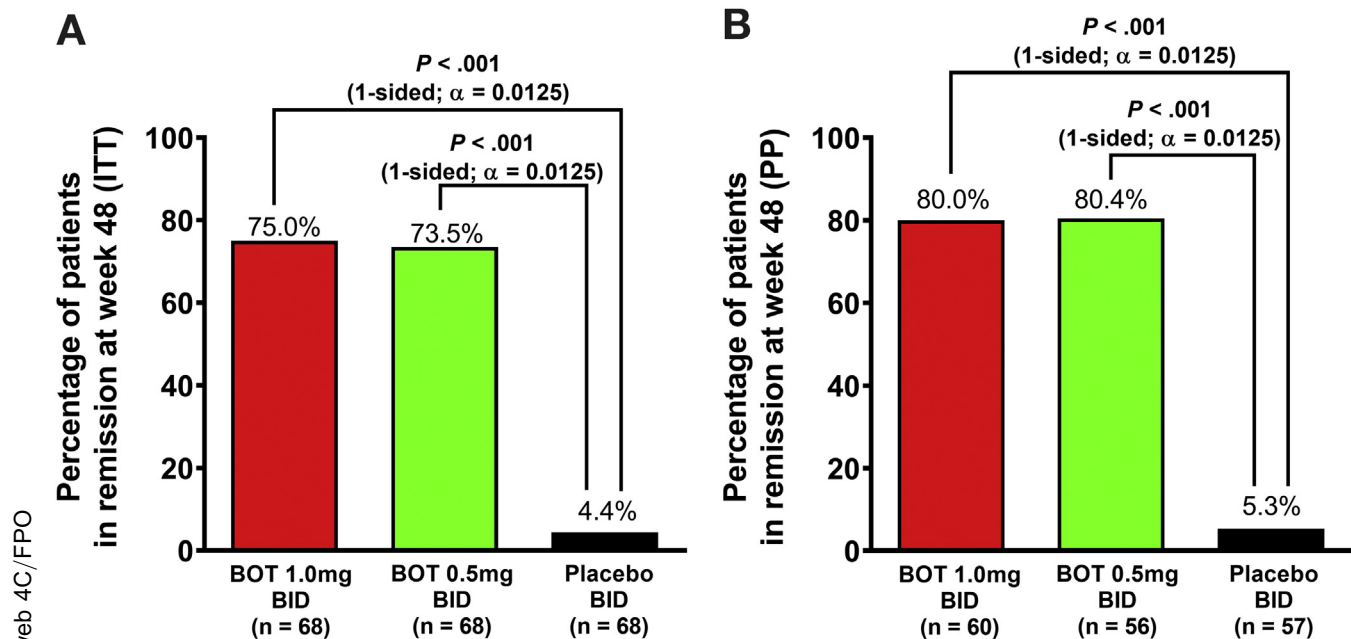 A
P < .001
(1-sided; α = 0.0125)
P < .001
(1-sided; α = 0.0125)
Percentage of patients
in remission at week 48 (ITT)
100
80
60
40
20
0
75.0%
73.5%
4.4%
BOT 1.0mg
BID
(n = 68)
BOT 0.5mg
BID
(n = 68)
Placebo
BID
(n = 68)
B
P < .001
(1-sided; α = 0.0125)
P < .001
(1-sided; α = 0.0125)
Percentage of patients
in remission at week 48 (PP)
100
80
60
40
20
0
80.0%
80.4%
5.3%
BOT 1.0mg
BID
(n = 60)
BOT 0.5mg
BID
(n = 56)
Placebo
BID
(n = 57)
web 4C/FPO